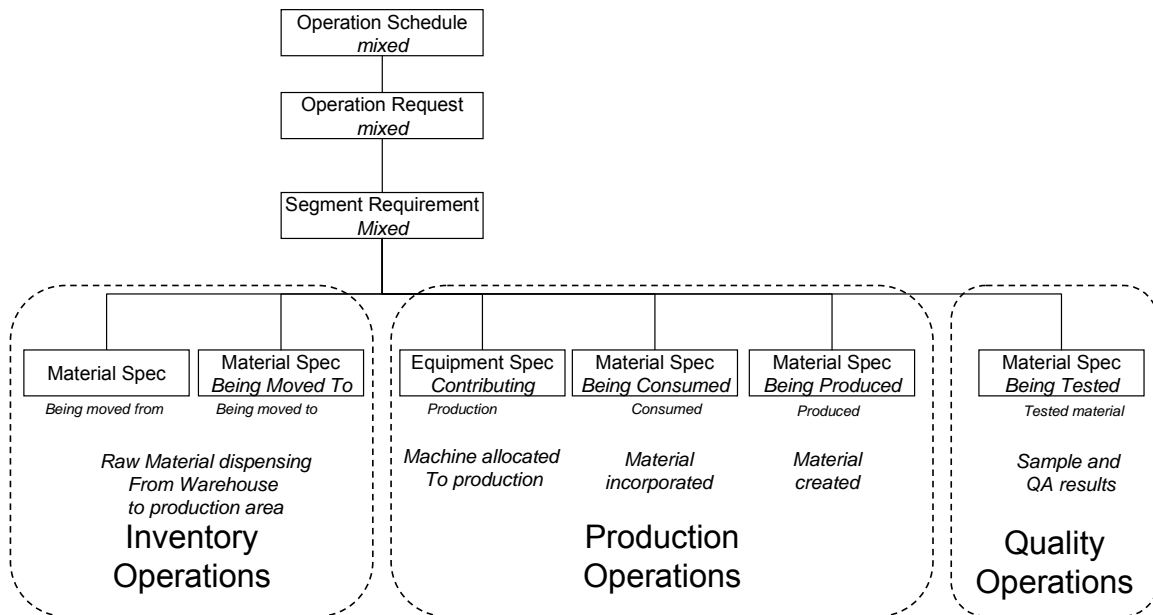 Operation Schedule
mixed
Operation Request
mixed
Segment Requirement
Mixed
Material Spec
Being moved from
Material Spec
Being Moved To
Being moved to
Raw Material dispensing
From Warehouse
to production area
Inventory
Operations
Equipment Spec
Contributing
Production
Machine allocated
To production
Material Spec
Being Consumed
Consumed
Material
incorporated
Material Spec
Being Produced
Produced
Material
created
Production
Operations
Material Spec
Being Tested
Tested material
Sample and
QA results
Quality
Operations